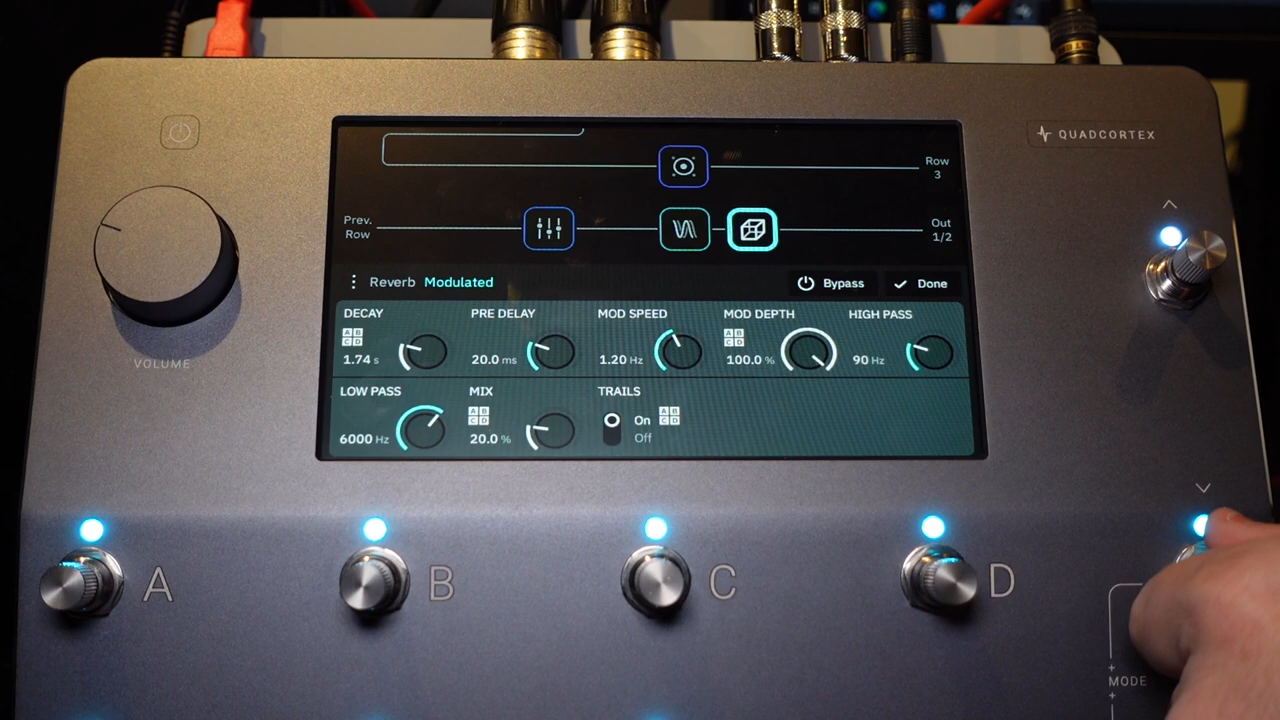 QUADCORTEX
Row
3
Prev.
Row
Out
1/2
Reverb Modulated
Bypass
Done
DECAY
PRE DELAY
MOD SPEED
MOD DEPTH
HIGH PASS
A B
C D
A B
C D
1.74 s
20.0 ms
1.20 Hz
100.0 %
90 Hz
LOW PASS
MIX
TRAILS
A B
C D
A B
C D
On
Off
6000 Hz
20.0 %
VOLUME
A
B
C
D
+
MODE
+